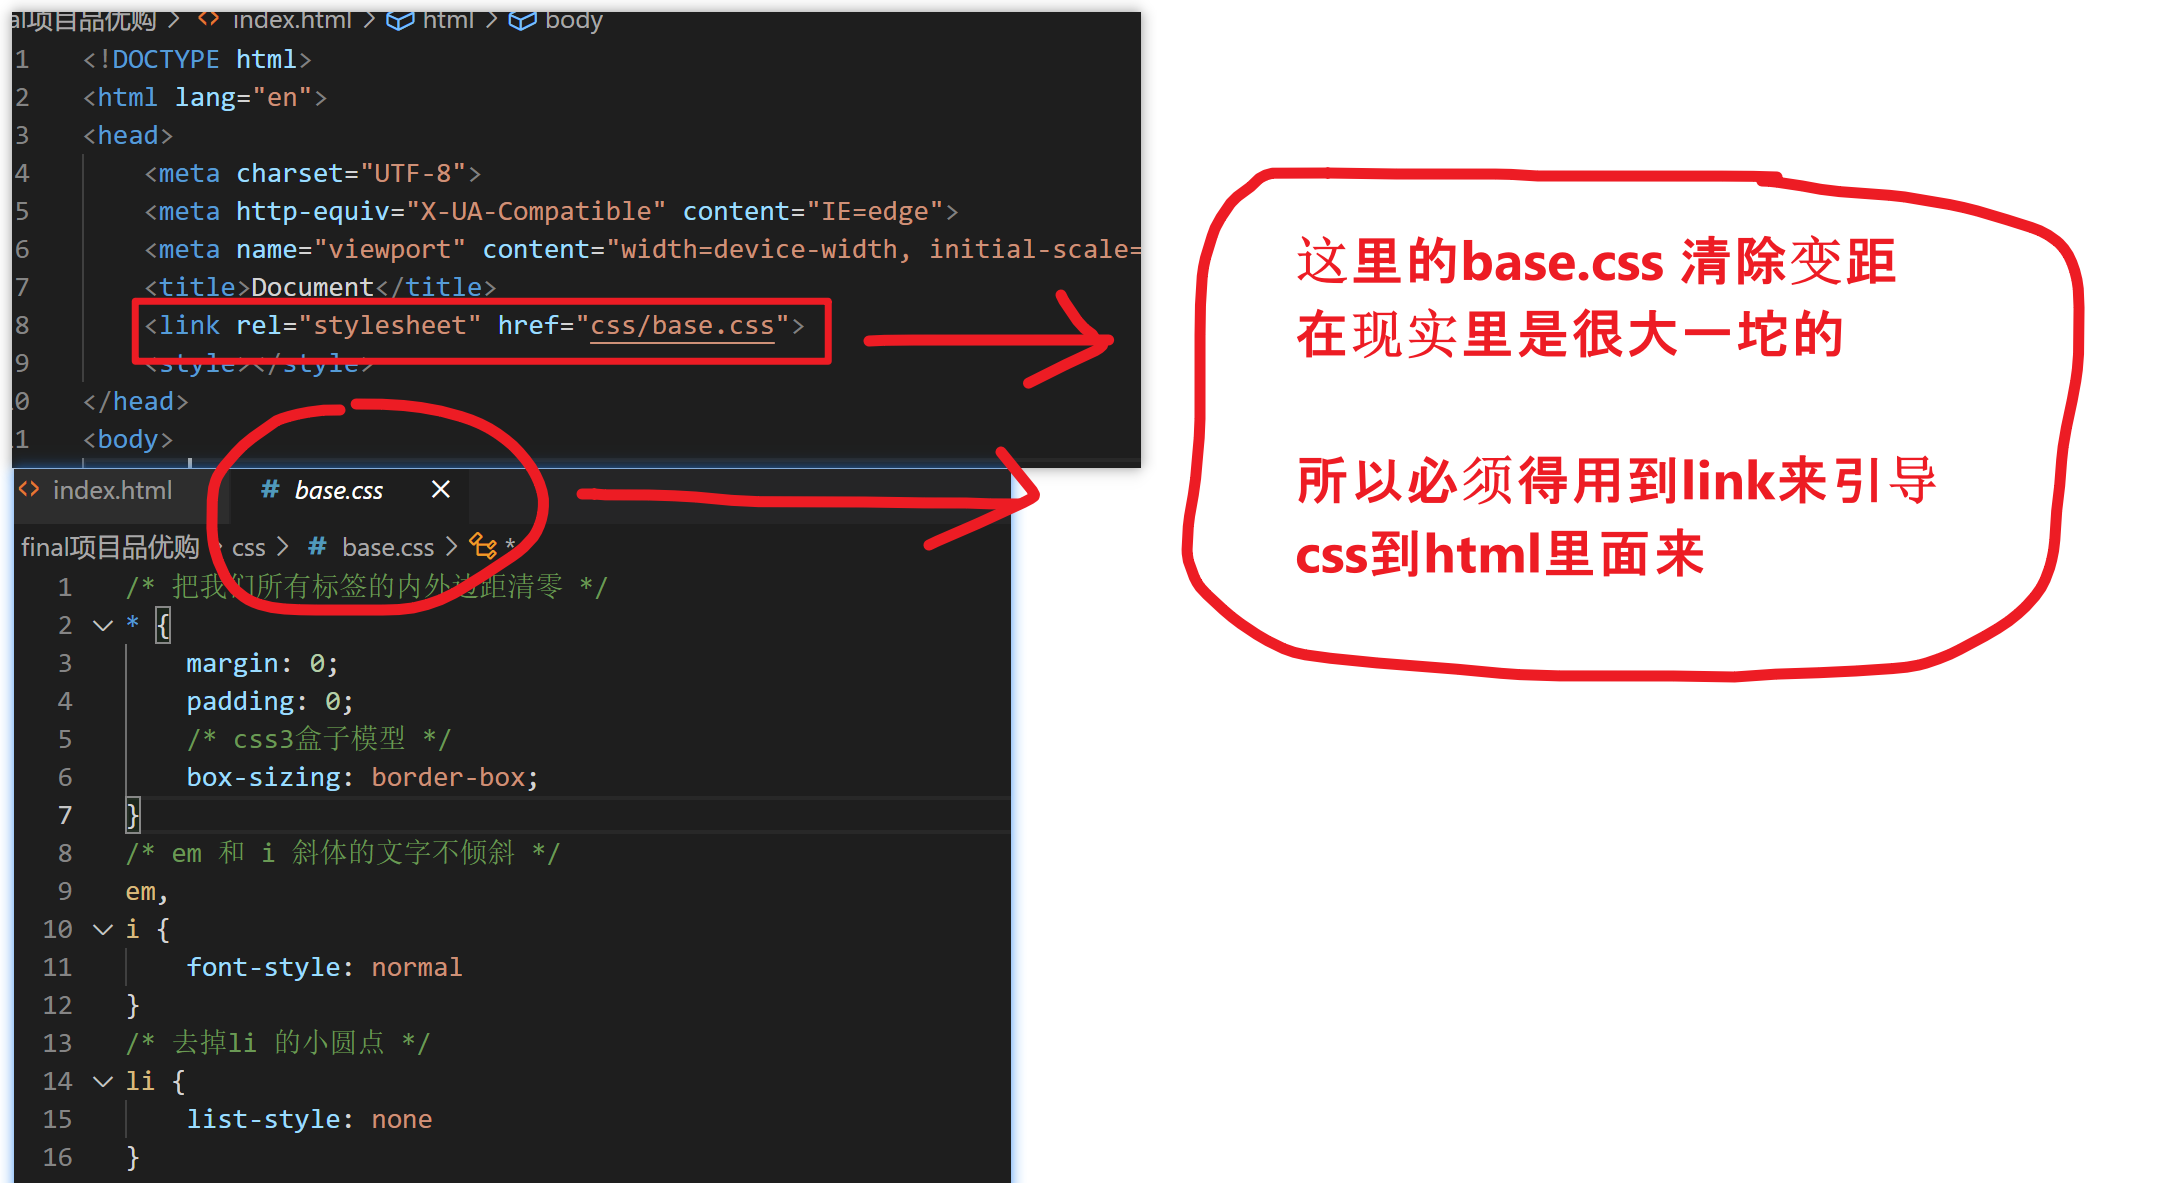 al项目品优购 > index.html > html > body
1 <!DOCTYPE html>
2 <html lang="en">
3 <head>
4 <meta charset="UTF-8">
5 <meta http-equiv="X-UA-Compatible" content="IE=edge">
6 <meta name="viewport" content="width=device-width, initial-scale=
7 <title>Document</title>
8 <link rel="stylesheet" href="css/base.css">
9 <style></style>
0 </head>
1 <body>
index.html # base.css
final项目品优购 > css > # base.css > *
1 /* 把我们所有标签的内外边距清零 */
2 * {
3 margin: 0;
4 padding: 0;
5 /* css3盒子模型 */
6 box-sizing: border-box;
7 }
8 /* em 和 i 斜体的文字不倾斜 */
9 em,
10 i {
11 font-style: normal
12 }
13 /* 去掉li 的小圆点 */
14 li {
15 list-style: none
16 }
这里的base.css 清除变距
在现实里是很大一坨的
所以必须得用到link来引导
css到html里面来